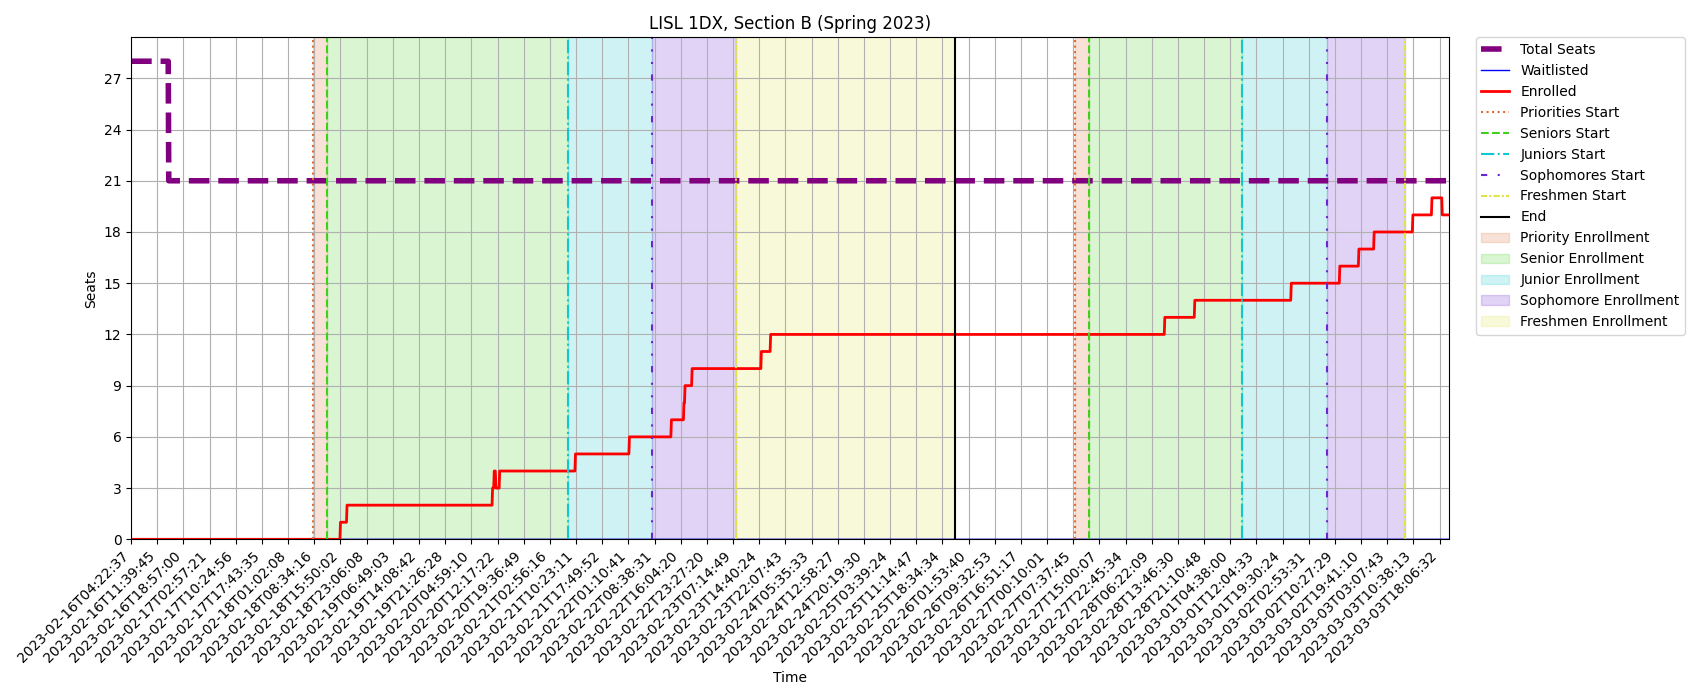 LISL 1DX, Section B (Spring 2023)
Seats
27
24
21
18
15
12
9
6
3
0
2023-02-16T04:22:37
2023-02-16T11:39:45
2023-02-16T18:57:00
2023-02-17T02:57:21
2023-02-17T10:24:56
2023-02-17T17:43:35
2023-02-18T01:02:09
2023-02-18T08:34:16
2023-02-18T15:50:02
2023-02-18T23:06:08
2023-02-19T06:49:03
2023-02-19T14:08:42
2023-02-19T21:26:28
2023-02-20T04:59:10
2023-02-20T12:17:22
2023-02-20T19:36:49
2023-02-21T02:56:16
2023-02-21T10:23:11
2023-02-21T17:49:52
2023-02-22T01:10:41
2023-02-22T08:38:31
2023-02-22T16:04:20
2023-02-22T23:27:20
2023-02-23T07:14:49
2023-02-23T14:40:24
2023-02-23T22:07:43
2023-02-24T05:35:33
2023-02-24T12:58:27
2023-02-24T20:19:30
2023-02-25T03:39:24
2023-02-25T11:14:47
2023-02-25T18:34:34
2023-02-26T01:53:40
2023-02-26T09:32:53
2023-02-26T16:51:17
2023-02-27T00:10:01
2023-02-27T07:37:45
2023-02-27T15:00:07
2023-02-27T22:45:34
2023-02-28T06:22:09
2023-02-28T13:46:30
2023-02-28T21:10:48
2023-03-01T04:38:00
2023-03-01T12:04:33
2023-03-01T19:30:24
2023-03-02T02:53:31
2023-03-02T10:27:29
2023-03-02T19:41:10
2023-03-03T03:07:43
2023-03-03T10:38:13
2023-03-03T18:06:32
Time
Total Seats
Waitlisted
Enrolled
Priorities Start
Seniors Start
Juniors Start
Sophomores Start
Freshmen Start
End
Priority Enrollment
Senior Enrollment
Junior Enrollment
Sophomore Enrollment
Freshmen Enrollment